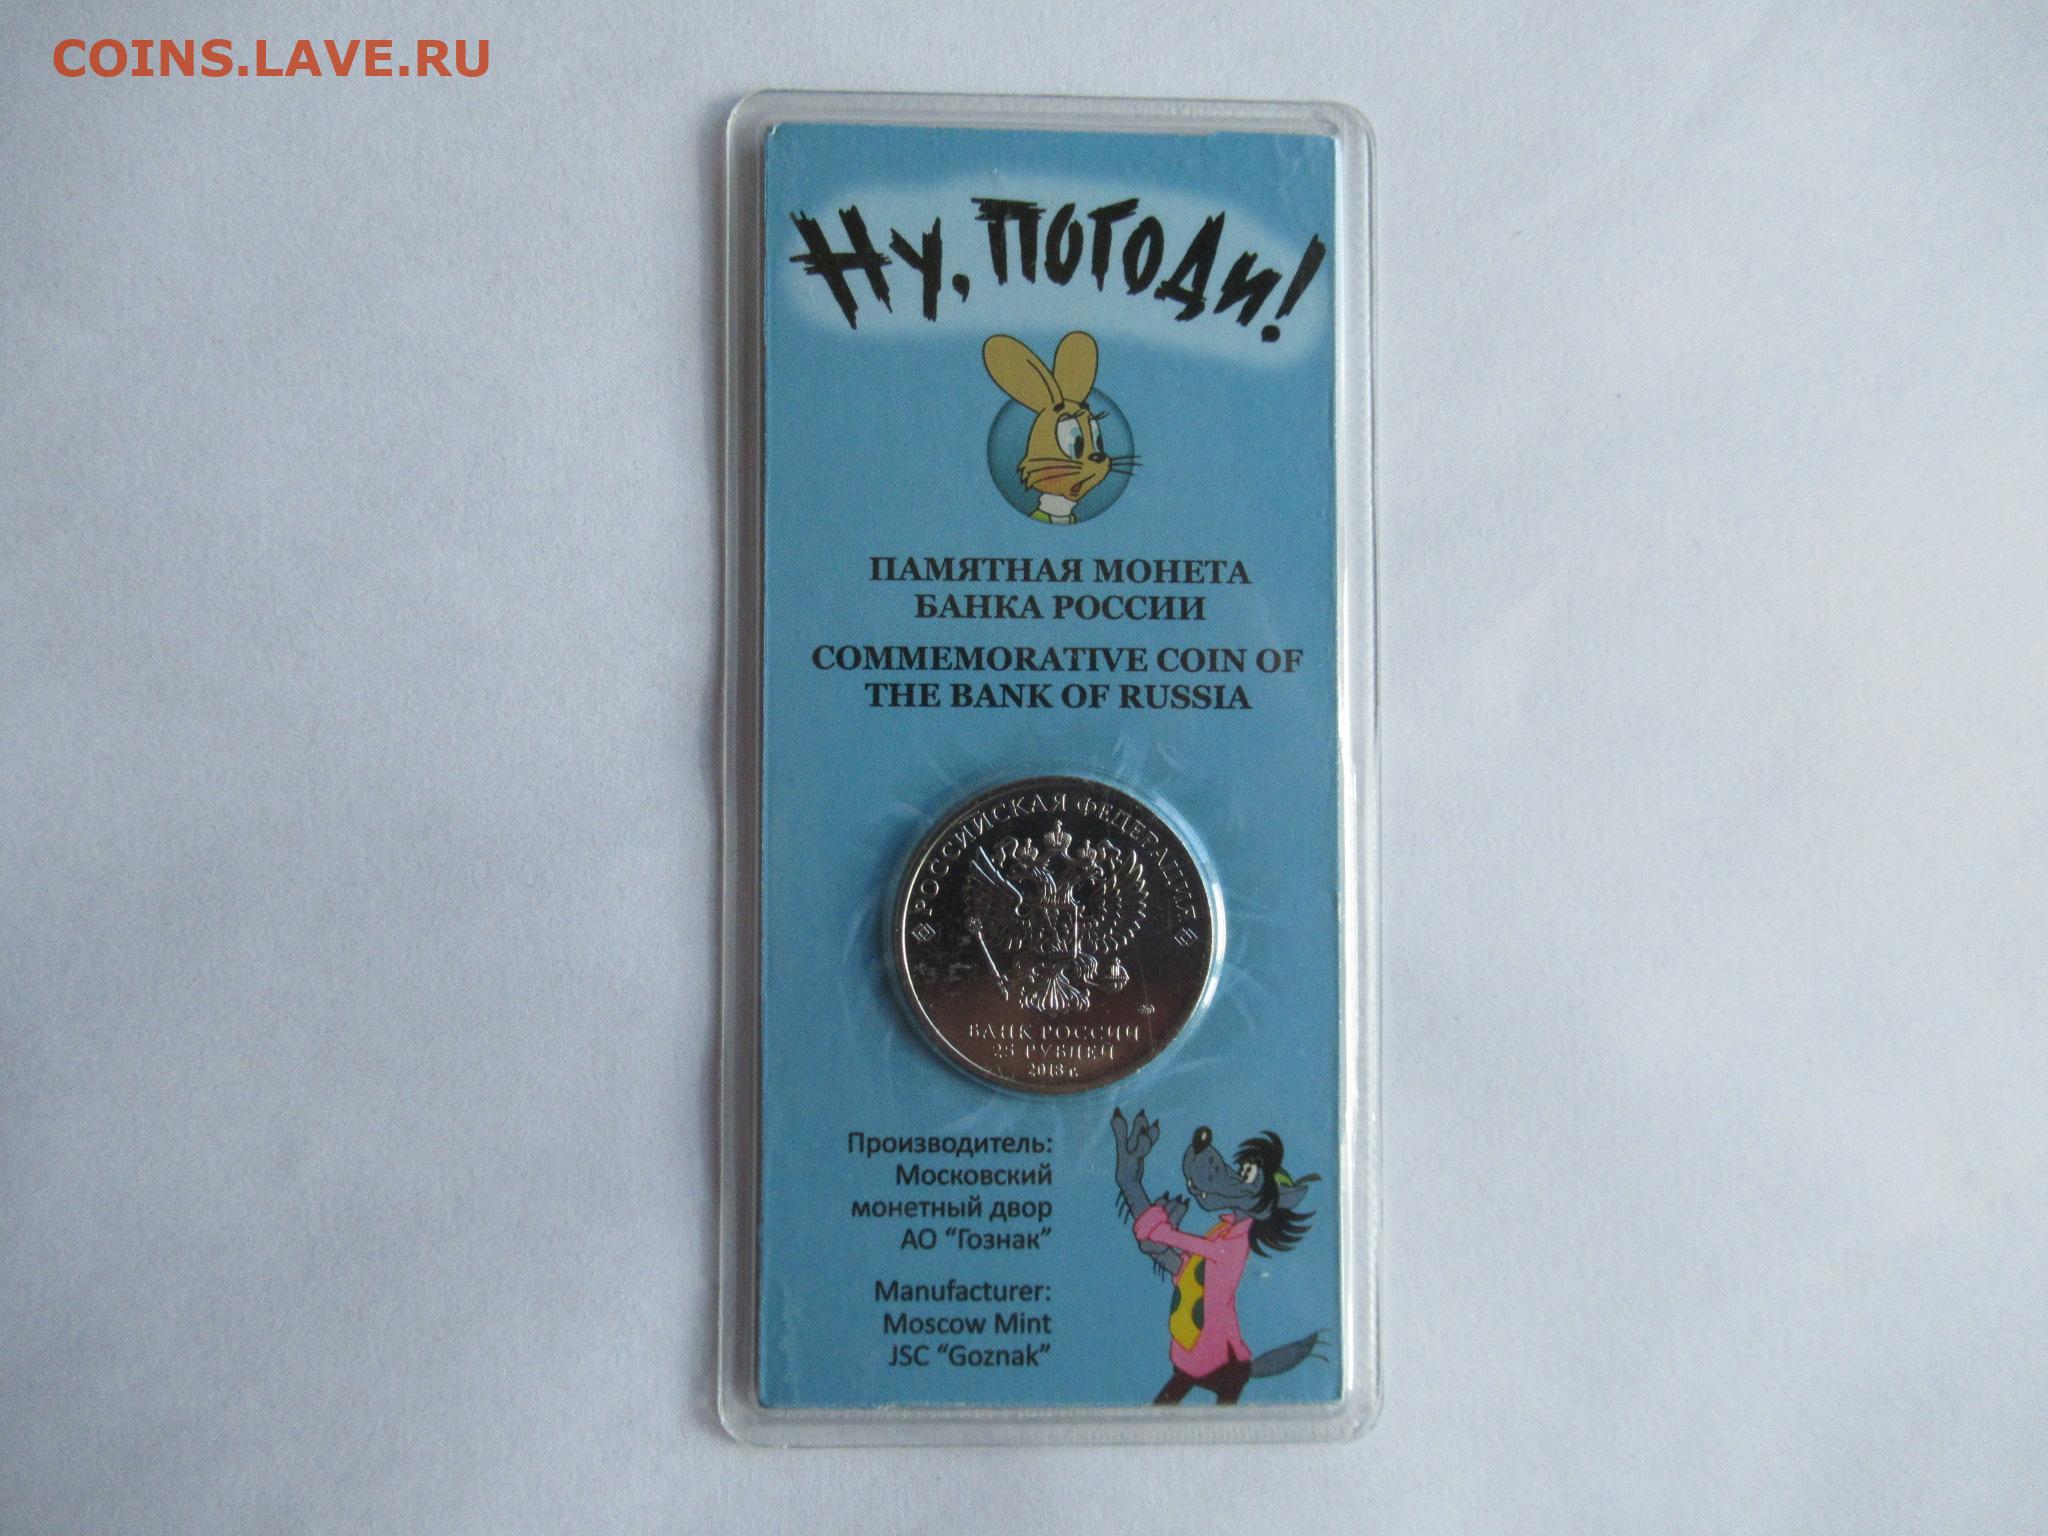 COINS.LAVE.RU
Ну, погоди!
ПАМЯТНАЯ МОНЕТА
БАНКА РОССИИ
COMMEMORATIVE COIN OF
THE BANK OF RUSSIA
РОССИЙСКАЯ ФЕДЕРАЦИЯ
БАНК РОССИИ
25 РУБЛЕЙ
2018 г.
Производитель:
Московский
монетный двор
АО "Гознак"
Manufacturer:
Moscow Mint
JSC "Goznak"